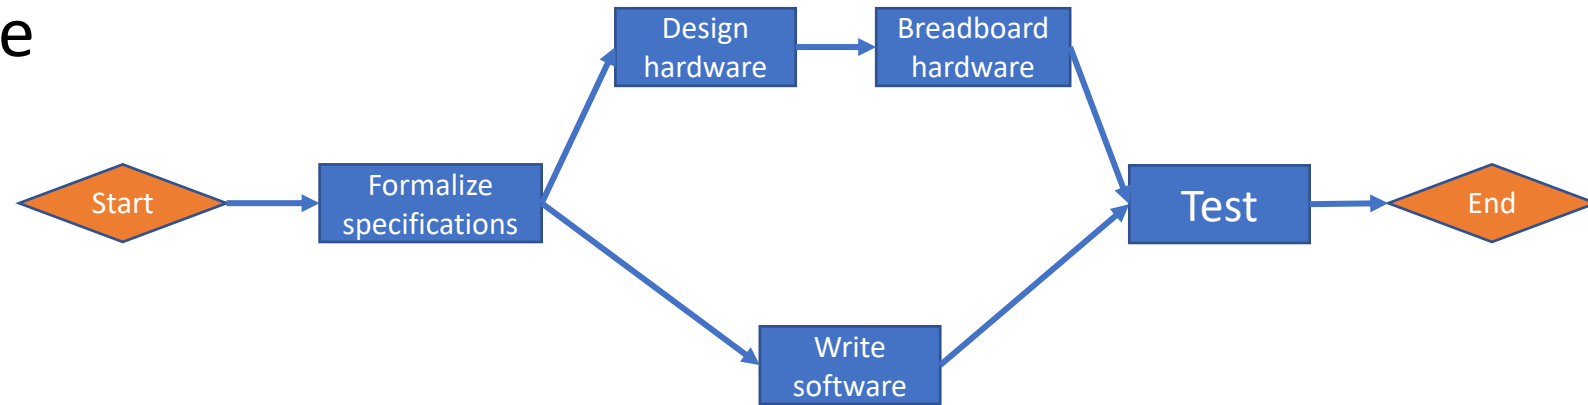 e
Design
hardware
Breadboard
hardware
Start
Formalize
specifications
Test
End
Write
software